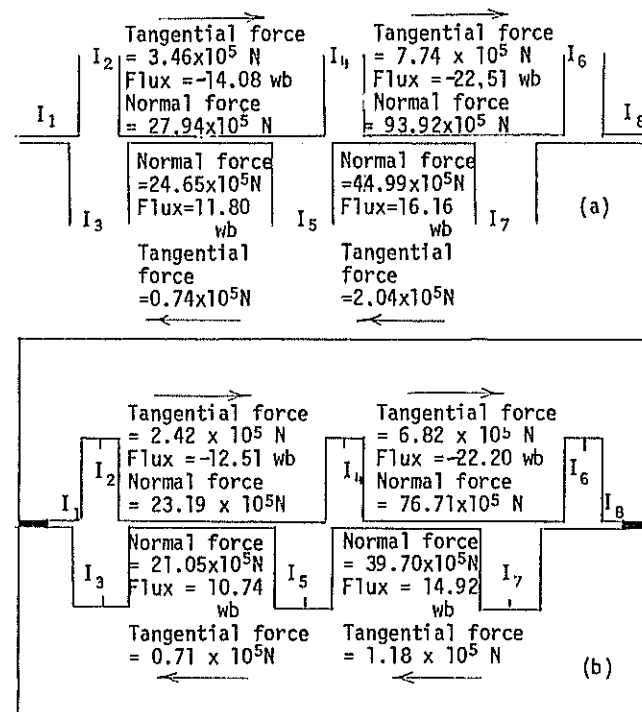 Tangential force
= 3.46x10⁵ N
Flux =-14.08 wb
Normal force
= 27.94x10⁵ N
Tangential force
= 7.74 x 10⁵ N
Flux =-22,51 wb
Normal force
= 93.92x10⁵ N
I₁
I₂
I₄
I₆
I₈
Normal force
=24.65x10⁵N
Flux=11.80
wb
Tangential
force
=0.74x10⁵N
Normal force
=44.99x10⁵N
Flux=16.16
wb
Tangential
force
=2.04x10⁵N
I₃
I₅
I₇
(a)
Tangential force
= 2.42 x 10⁵ N
Flux =-12.51 wb
Normal force
= 23.19 x 10⁵N
Tangential force
= 6.82 x 10⁵ N
Flux =-22.20 wb
Normal force
= 76.71x10⁵ N
I₁
I₂
I₄
I₆
I₈
Normal force
= 21.05x10⁵N
Flux = 10.74
wb
Tangential force
= 0.71 x 10⁵N
Normal force
= 39.70x10⁵N
Flux = 14.92
wb
Tangential force
= 1.18 x 10⁵ N
I₃
I₅
I₇
(b)